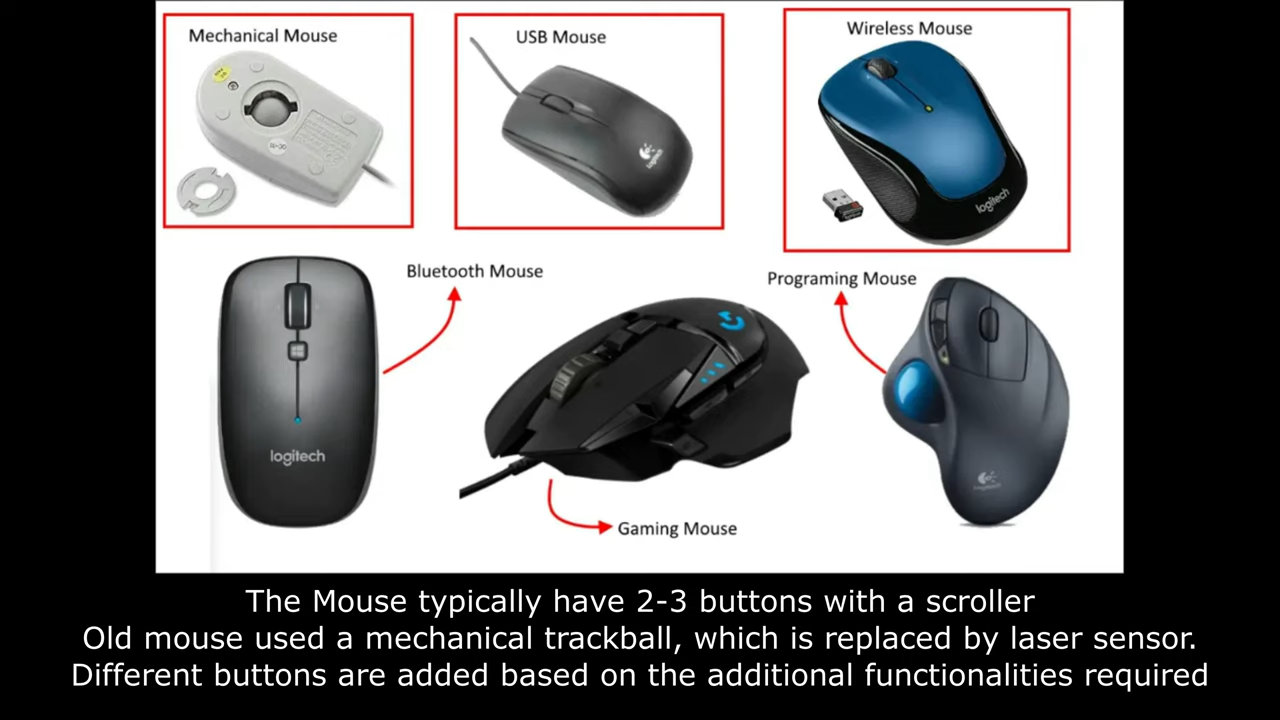 Mechanical Mouse
USB Mouse
Wireless Mouse
Logitech
logitech
Bluetooth Mouse
Programing Mouse
logitech
Gaming Mouse
The Mouse typically have 2-3 buttons with a scroller
Old mouse used a mechanical trackball, which is replaced by laser sensor.
Different buttons are added based on the additional functionalities required